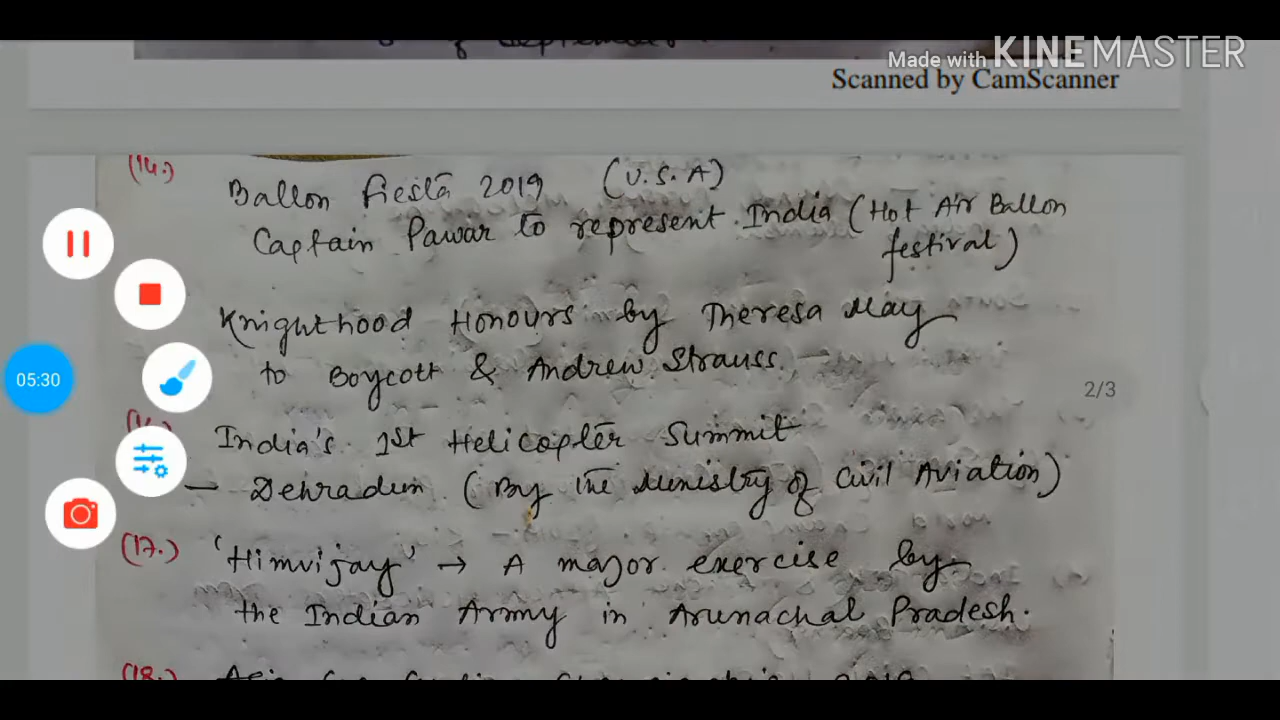 Made with KINEMASTER
Scanned by CamScanner
(14.)
Ballon fiesta 2019 (U.S.A)
Captain Pawar to represent India (Hot Air Ballon
festival)
Knighthood Honours by Theresa May
to Boycott & Andrew Strauss.
India's 1st Helicopter Summit
05:30
2/3
- Dehradun (By the Ministry of Civil Aviation)
(17.) 'Himvijay' → A major exercise by
the Indian Army in Arunachal Pradesh.
(18.)